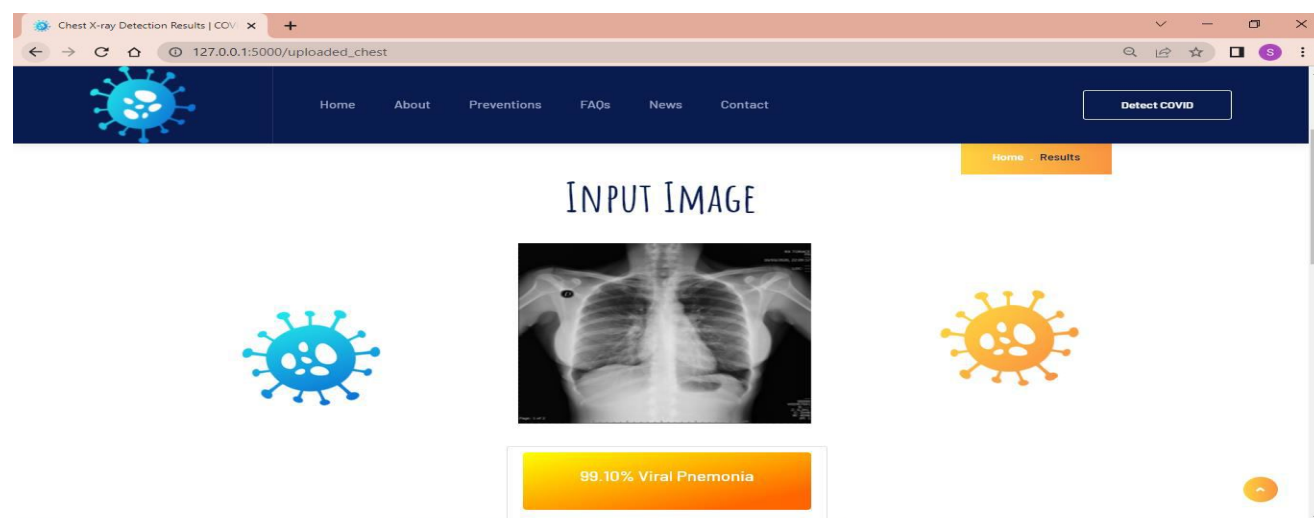 Chest X-ray Detection Results | COV
127.0.0.1:5000/uploaded_chest
S
Home About Preventions FAQs News Contact
Detect COVID
Home - Results
INPUT IMAGE
99.10% Viral Pnemonia